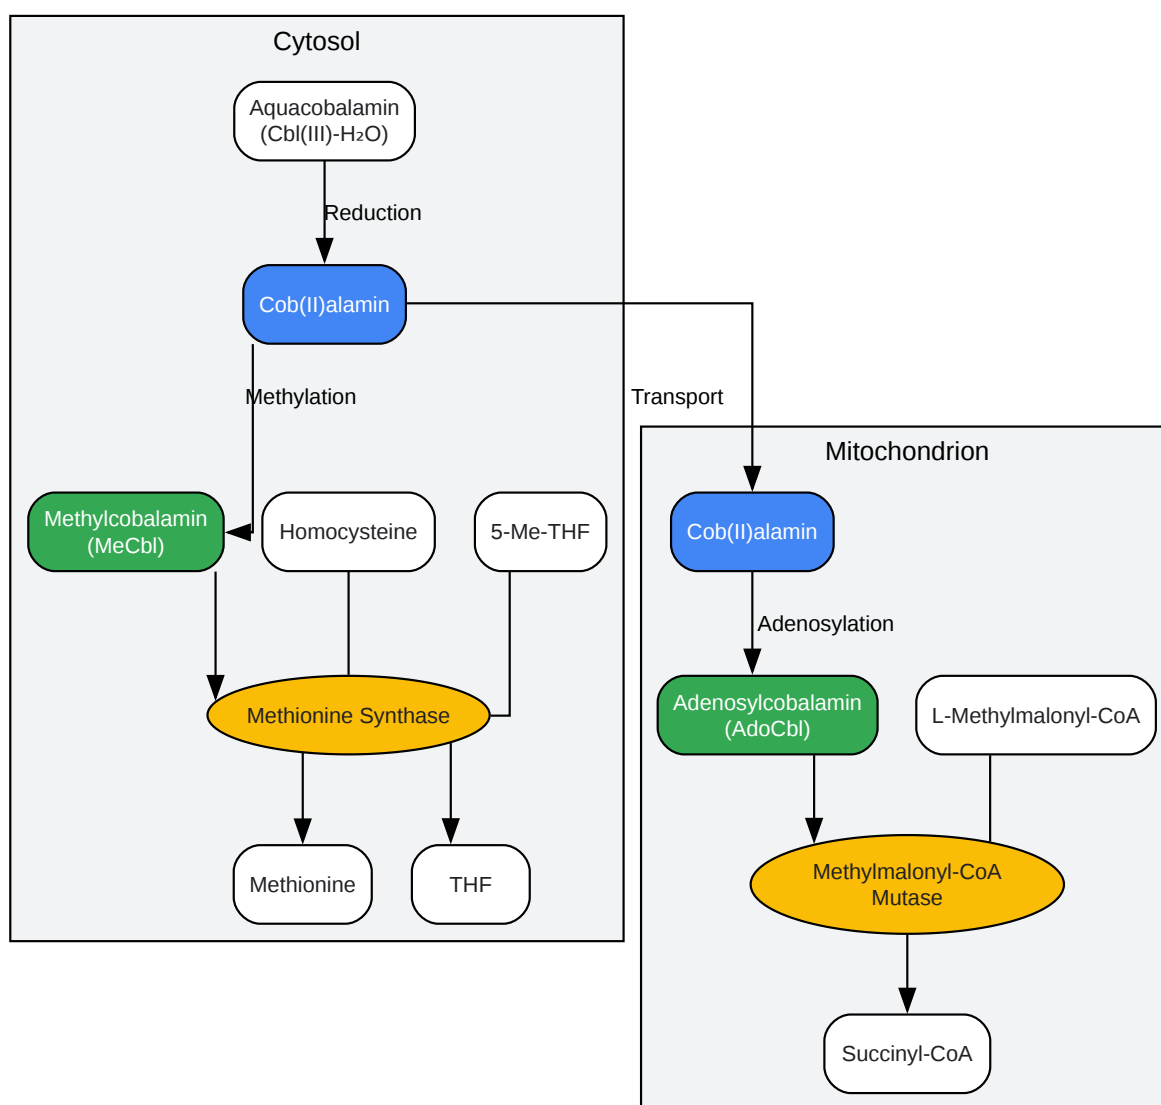 Cytosol
Aquacobalamin
(Cbl(III)-H₂O)
Reduction
Cob(II)alamin
Methylation
Transport
Mitochondrion
Methylcobalamin
(MeCbl)
Homocysteine
5-Me-THF
Cob(II)alamin
Adenosylation
Methionine Synthase
Adenosylcobalamin
(AdoCbl)
L-Methylmalonyl-CoA
Methionine
THF
Methylmalonyl-CoA
Mutase
Succinyl-CoA